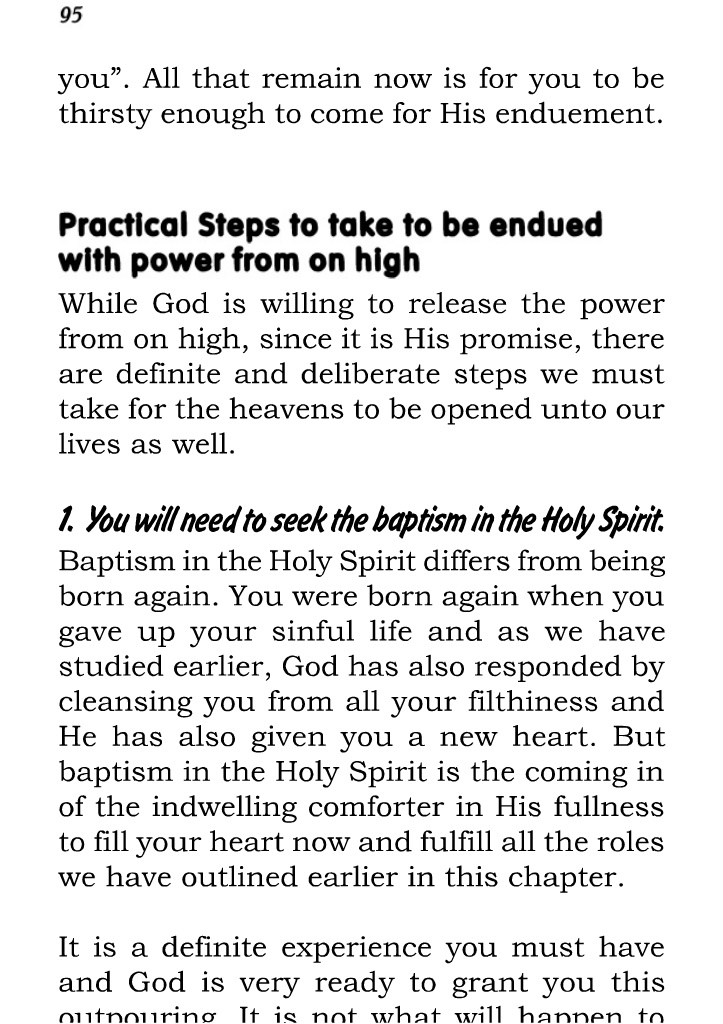 95
you”. All that remain now is for you to be
thirsty enough to come for His enduement.
Practical Steps to take to be endued
with power from on high
While God is willing to release the power
from on high, since it is His promise, there
are definite and deliberate steps we must
take for the heavens to be opened unto our
lives as well.
1. You will need to seek the baptism in the Holy Spirit.
Baptism in the Holy Spirit differs from being
born again. You were born again when you
gave up your sinful life and as we have
studied earlier, God has also responded by
cleansing you from all your filthiness and
He has also given you a new heart. But
baptism in the Holy Spirit is the coming in
of the indwelling comforter in His fullness
to fill your heart now and fulfill all the roles
we have outlined earlier in this chapter.
It is a definite experience you must have
and God is very ready to grant you this
outpouring. It is not what will happen to